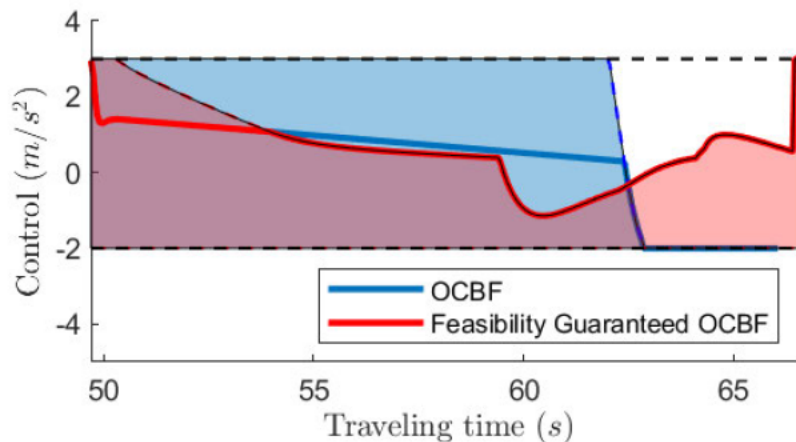 4
2
0
-2
-4
Control (m/s²)
OCBF
Feasibility Guaranteed OCBF
50 55 60 65
Traveling time (s)